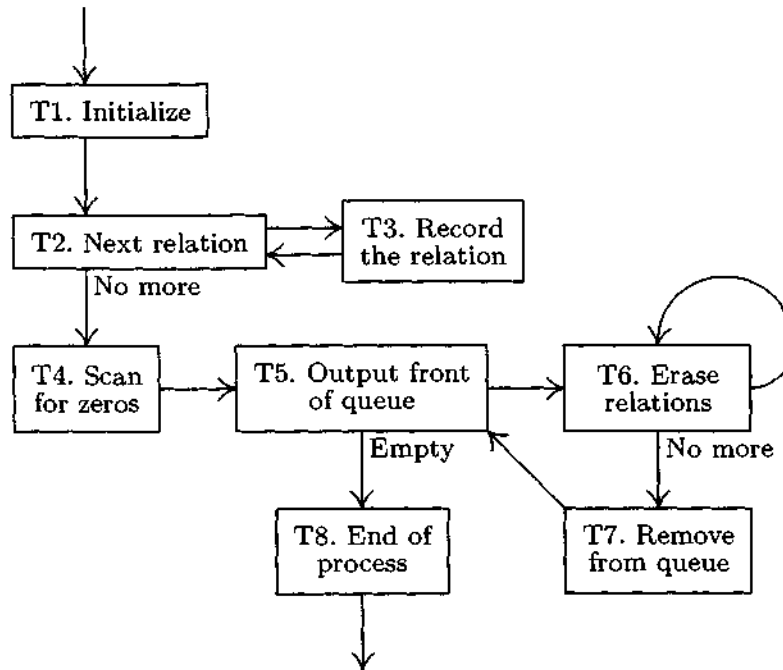 T1. Initialize
T2. Next relation
T3. Record
the relation
No more
T4. Scan
for zeros
T5. Output front
of queue
T6. Erase
relations
Empty
No more
T8. End of
process
T7. Remove
from queue